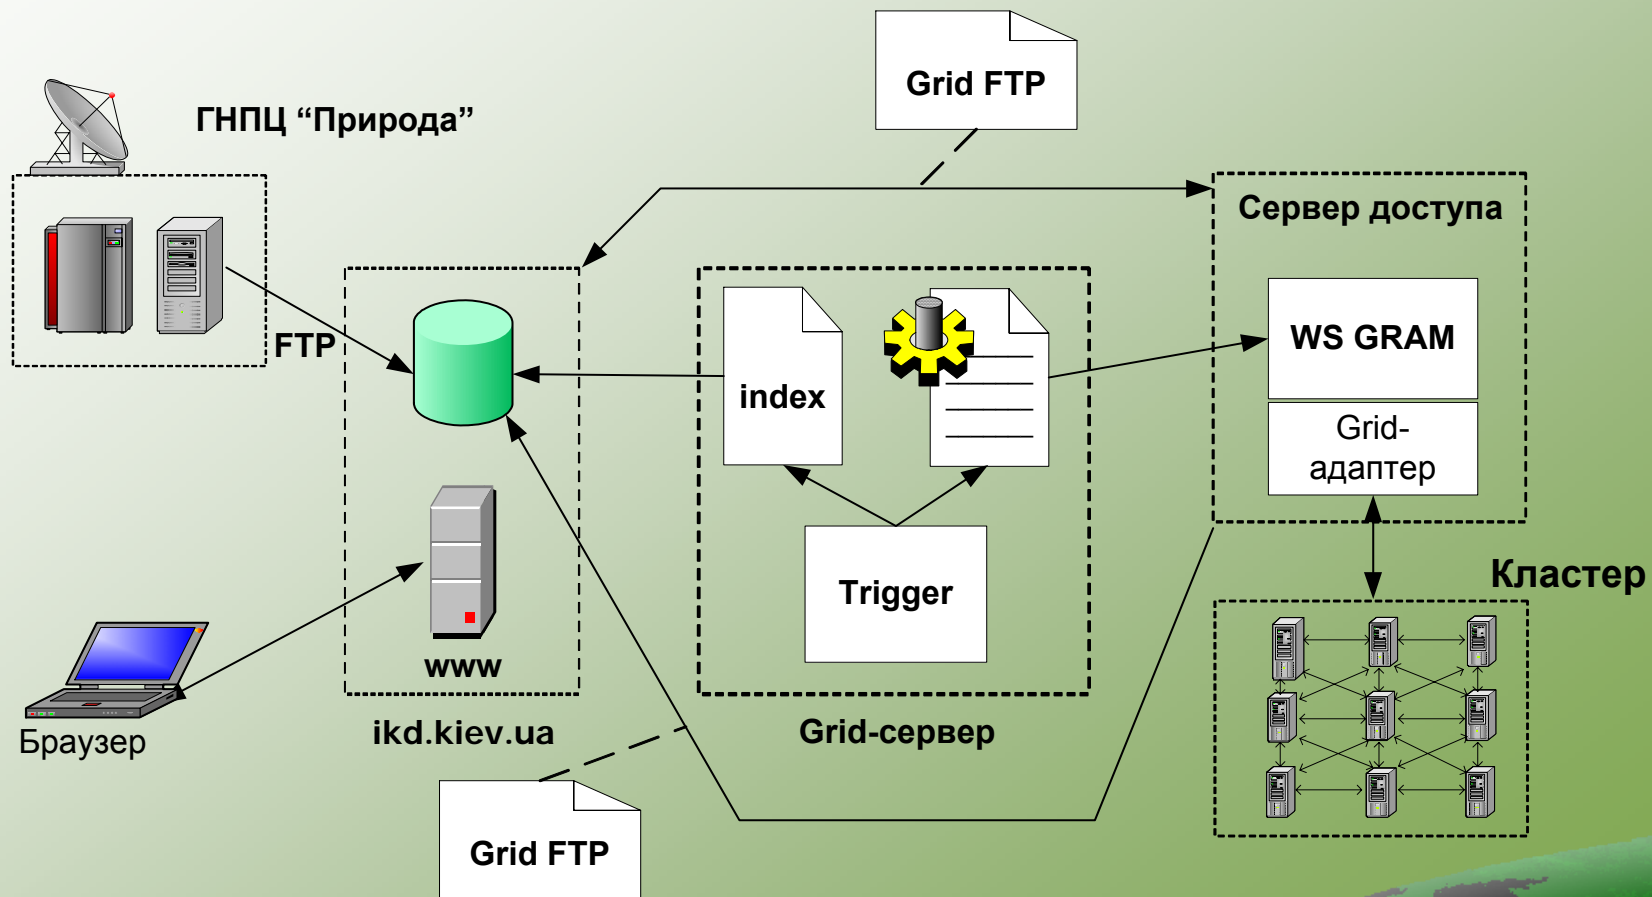 Grid FTP
ГНПЦ “Природа”
Сервер доступа
FTP
index
WS GRAM
Grid-
адаптер
Trigger
Кластер
www
Браузер
ikd.kiev.ua
Grid-сервер
Grid FTP